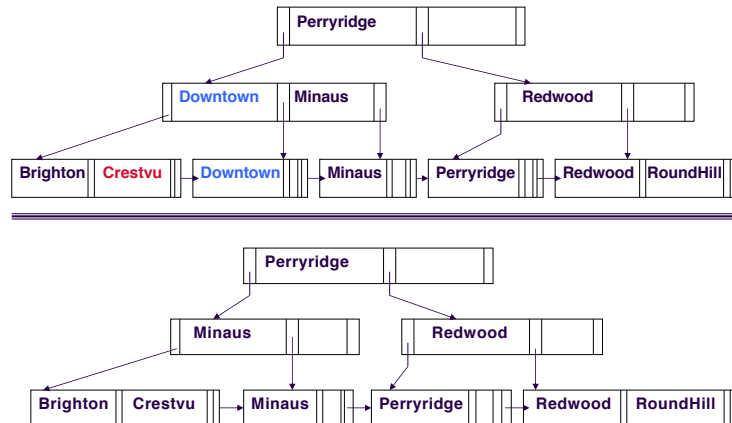 Perryridge
Downtown Minaus Redwood
Brighton Crestvu Downtown Minaus Perryridge Redwood RoundHill
Perryridge
Minaus Redwood
Brighton Crestvu Minaus Perryridge Redwood RoundHill